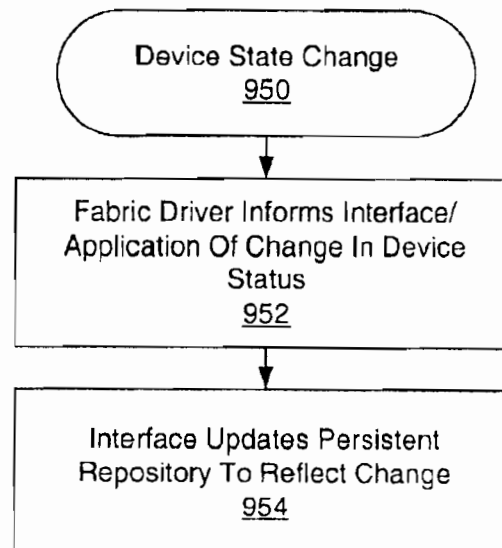 Device State Change
950
Fabric Driver Informs Interface/
Application Of Change In Device
Status
952
Interface Updates Persistent
Repository To Reflect Change
954